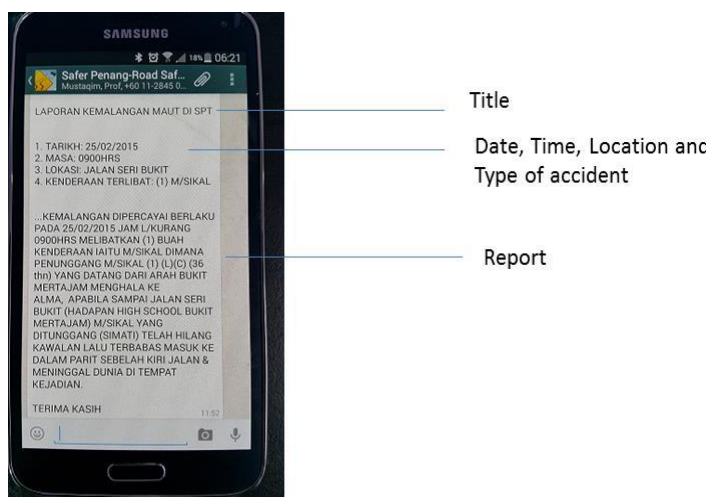 SAMSUNG
18% 06:21
Safer Penang-Road Saf...
Mustaqim, Prof, +60 11-2845 0...
LAPORAN KEMALANGAN MAUT DI SPT
1. TARIKH: 25/02/2015
2. MASA: 0900HRS
3. LOKASI: JALAN SERI BUKIT
4. KENDERAAN TERLIBAT: (1) M/SIKAL
...KEMALANGAN DIPERCAYAI BERLAKU
PADA 25/02/2015 JAM L/KURANG
0900HRS MELIBATKAN (1) BUAH
KENDERAAN IAITU M/SIKAL DIMANA
PENUNGGANG M/SIKAL (1) (L)(C) (36
thn) YANG DATANG DARI ARAH BUKIT
MERTAJAM MENGHALA KE
ALMA, APABILA SAMPAI JALAN SERI
BUKIT (HADAPAN HIGH SCHOOL BUKIT
MERTAJAM) M/SIKAL YANG
DITUNGGANG (SIMATI) TELAH HILANG
KAWALAN LALU TERBABAS MASUK KE
DALAM PARIT SEBELAH KIRI JALAN &
MENINGGAL DUNIA DI TEMPAT
KEJADIAN.
TERIMA KASIH
11:52
Title
Date, Time, Location and
Type of accident
Report